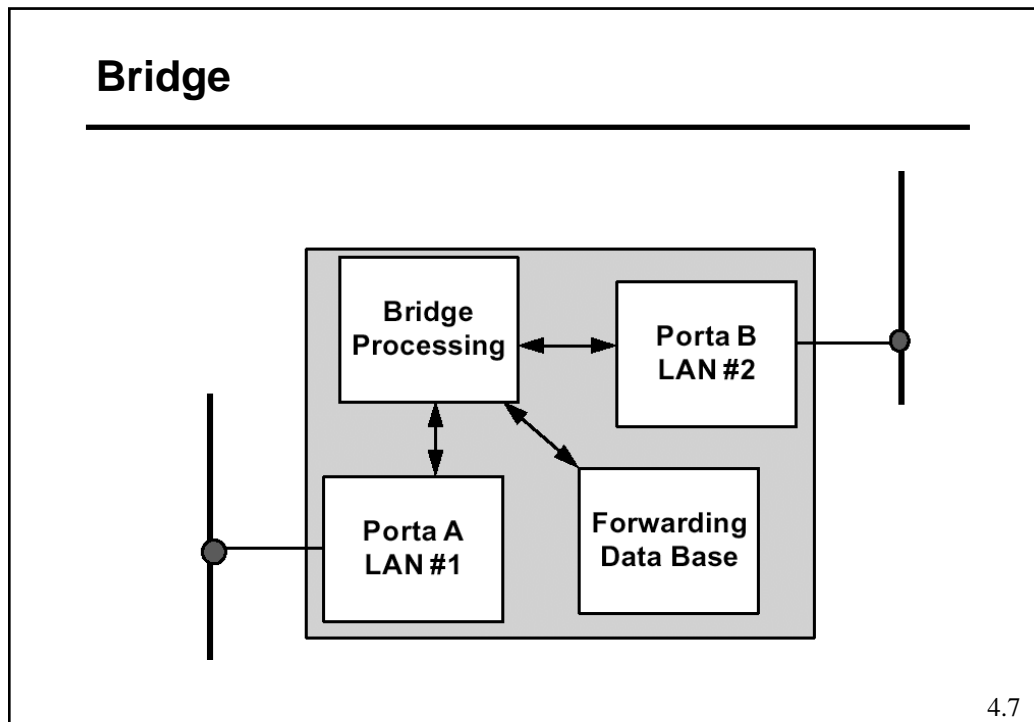 Bridge
Bridge
Processing
Porta B
LAN #2
Porta A
LAN #1
Forwarding
Data Base
4.7